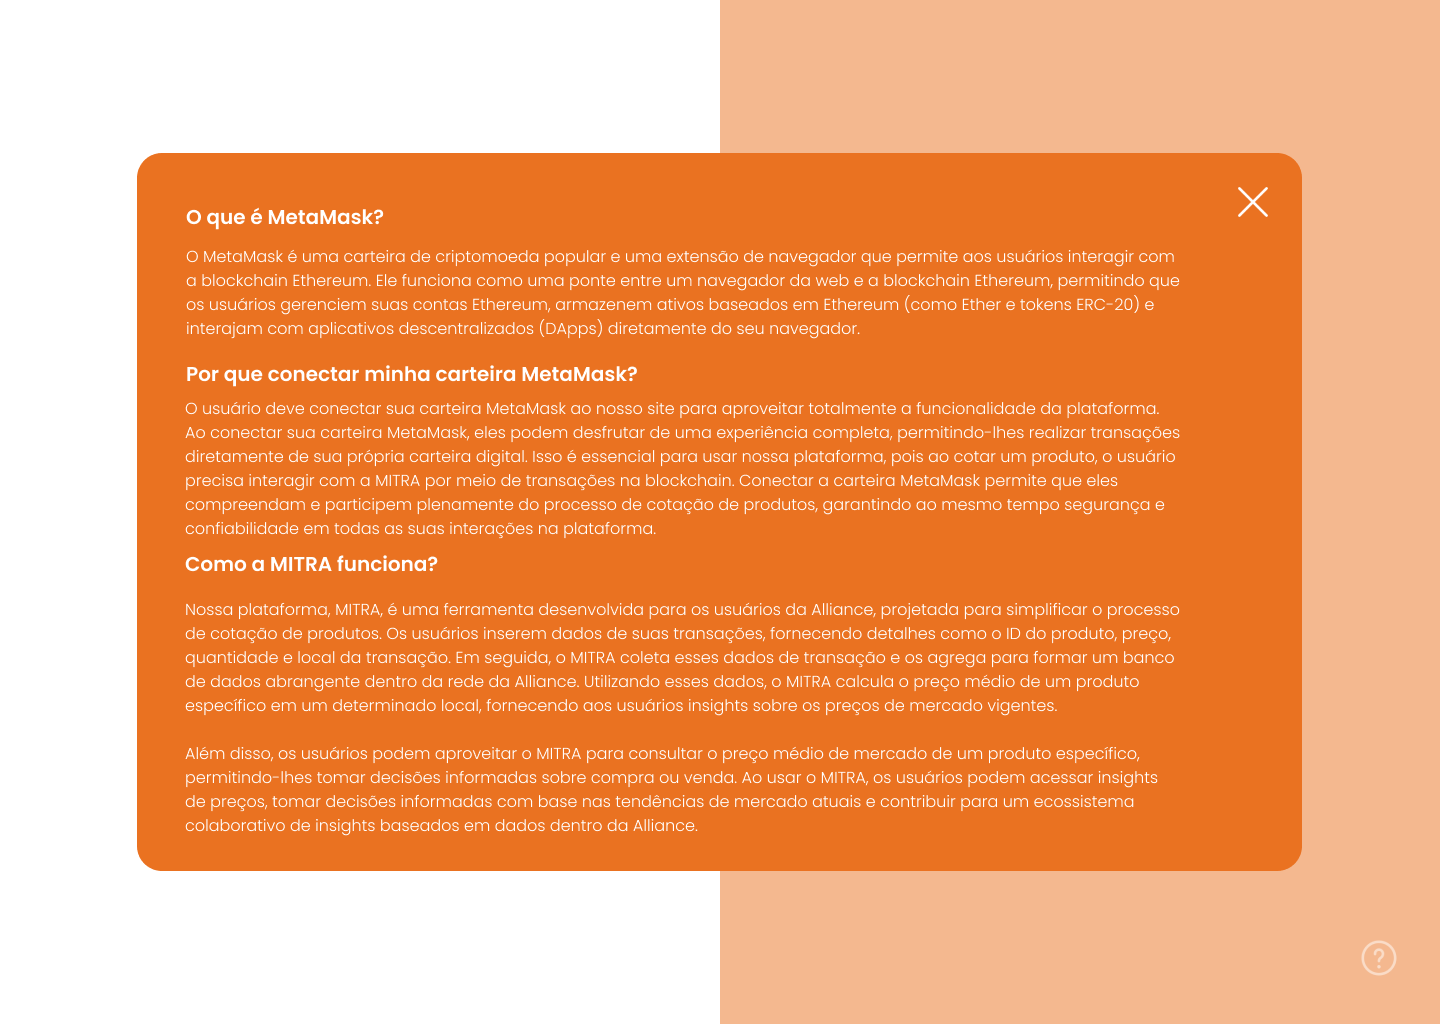 O que é MetaMask?
O MetaMask é uma carteira de criptomoeda popular e uma extensão de navegador que permite aos usuários interagir com
a blockchain Ethereum. Ele funciona como uma ponte entre um navegador da web e a blockchain Ethereum, permitindo que
os usuários gerenciem suas contas Ethereum, armazenem ativos baseados em Ethereum (como Ether e tokens ERC-20) e
interajam com aplicativos descentralizados (DApps) diretamente do seu navegador.
Por que conectar minha carteira MetaMask?
O usuário deve conectar sua carteira MetaMask ao nosso site para aproveitar totalmente a funcionalidade da plataforma.
Ao conectar sua carteira MetaMask, eles podem desfrutar de uma experiência completa, permitindo-lhes realizar transações
diretamente de sua própria carteira digital. Isso é essencial para usar nossa plataforma, pois ao cotar um produto, o usuário
precisa interagir com a MITRA por meio de transações na blockchain. Conectar a carteira MetaMask permite que eles
compreendam e participem plenamente do processo de cotação de produtos, garantindo ao mesmo tempo segurança e
confiabilidade em todas as suas interações na plataforma.
Como a MITRA funciona?
Nossa plataforma, MITRA, é uma ferramenta desenvolvida para os usuários da Alliance, projetada para simplificar o processo
de cotação de produtos. Os usuários inserem dados de suas transações, fornecendo detalhes como o ID do produto, preço,
quantidade e local da transação. Em seguida, o MITRA coleta esses dados de transação e os agrega para formar um banco
de dados abrangente dentro da rede da Alliance. Utilizando esses dados, o MITRA calcula o preço médio de um produto
específico em um determinado local, fornecendo aos usuários insights sobre os preços de mercado vigentes.
Além disso, os usuários podem aproveitar o MITRA para consultar o preço médio de mercado de um produto específico,
permitindo-lhes tomar decisões informadas sobre compra ou venda. Ao usar o MITRA, os usuários podem acessar insights
de preços, tomar decisões informadas com base nas tendências de mercado atuais e contribuir para um ecossistema
colaborativo de insights baseados em dados dentro da Alliance.
?